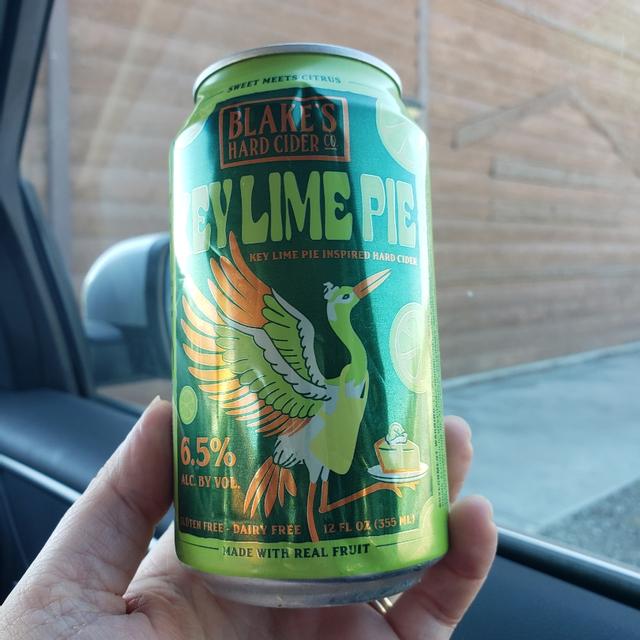 SWEET MEETS CITRUS
BLAKE'S
HARD CIDER CO.
KEY LIME PIE
KEY LIME PIE INSPIRED HARD CIDER
6.5%
ALC. BY VOL.
GLUTEN FREE · DAIRY FREE 12 FL OZ (355 ML)
MADE WITH REAL FRUIT